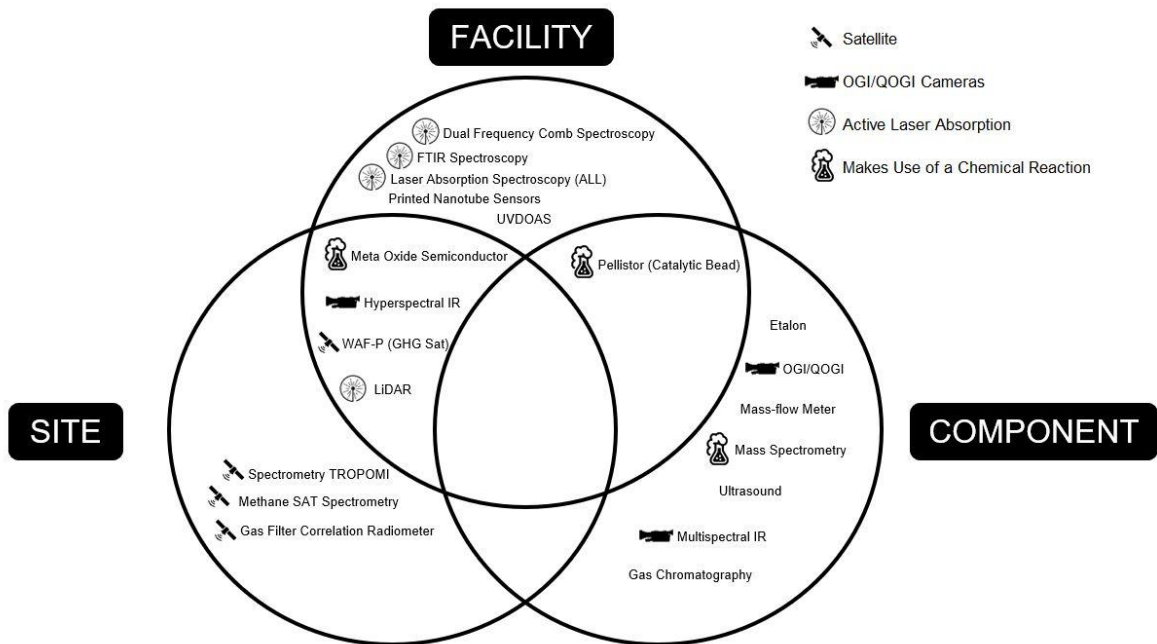 FACILITY
Satellite
OGI/QOGI Cameras
Active Laser Absorption
Makes Use of a Chemical Reaction
Dual Frequency Comb Spectroscopy
FTIR Spectroscopy
Laser Absorption Spectroscopy (ALL)
Printed Nanotube Sensors
UVDOAS
Meta Oxide Semiconductor
Pellistor (Catalytic Bead)
Hyperspectral IR
WAF-P (GHG Sat)
LiDAR
Etalon
OGI/QOGI
Mass-flow Meter
Mass Spectrometry
Ultrasound
Multispectral IR
Gas Chromatography
SITE
COMPONENT
Spectrometry TROPOMI
Methane SAT Spectrometry
Gas Filter Correlation Radiometer